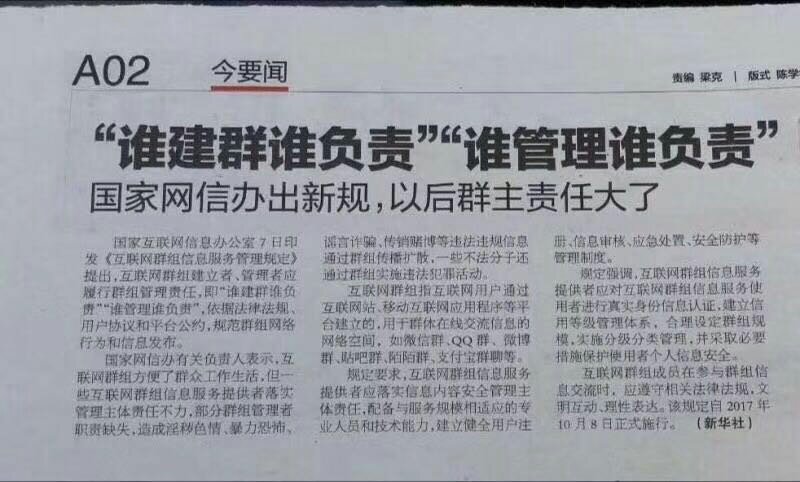 A02
今要闻
责编 梁克 | 版式 陈学
“谁建群谁负责”“谁管理谁负责”
国家网信办出新规，以后群主责任大了
国家互联网信息办公室7日印
发《互联网群组信息服务管理规定》
提出，互联网群组建立者、管理者应
履行群组管理责任，即“谁建群谁负
责”“谁管理谁负责”，依据法律法规、
用户协议和平台公约，规范群组网络
行为和信息发布。
国家网信办有关负责人表示，互
联网群组方便了群众工作生活，但一
些互联网群组信息服务提供者落实
管理主体责任不力，部分群组管理者
职责缺失，造成淫秽色情、暴力恐怖、
谣言诈骗、传销赌博等违法违规信息
通过群组传播扩散，一些不法分子还
通过群组实施违法犯罪活动。
互联网群组指互联网用户通过
互联网站、移动互联网应用程序等平
台建立的，用于群体在线交流信息的
网络空间，如微信群、QQ群、微博
群、贴吧群、陌陌群、支付宝群聊等。
规定要求，互联网群组信息服务
提供者应落实信息内容安全管理主
体责任，配备与服务规模相适应的专
业人员和技术能力，建立健全用户注
册、信息审核、应急处置、安全防护等
管理制度。
规定强调，互联网群组信息服务
提供者应对互联网群组信息服务使
用者进行真实身份信息认证，建立信
用等级管理体系，合理设定群组规
模，实施分级分类管理，并采取必要
措施保护使用者个人信息安全。
互联网群组成员在参与群组信
息交流时，应遵守相关法律法规，文
明互动、理性表达。该规定自2017年
10月8日正式施行。（新华社）